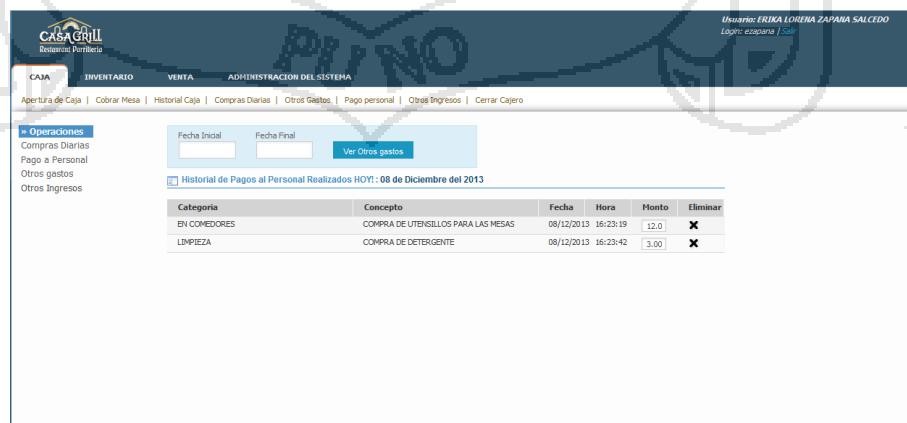 CASA GRILL
Restaurant Parrilleria
Usuario: ERIKA LORENA ZAPANA SALCEDO
Login: ezapana | Salir
CAJA INVENTARIO VENTA ADMINISTRACION DEL SISTEMA
Apertura de Caja | Cobrar Mesa | Historial Caja | Compras Diarias | Otros Gastos | Pago personal | Otros Ingresos | Cerrar Cajero
» Operaciones
Compras Diarias
Pago a Personal
Otros gastos
Otros Ingresos
Fecha Inicial Fecha Final
Ver Otros gastos
Historial de Pagos al Personal Realizados HOY! : 08 de Diciembre del 2013
Categoria Concepto Fecha Hora Monto Eliminar
EN COMEDORES COMPRA DE UTENSILLOS PARA LAS MESAS 08/12/2013 16:23:19 12.0
LIMPIEZA COMPRA DE DETERGENTE 08/12/2013 16:23:42 3.00